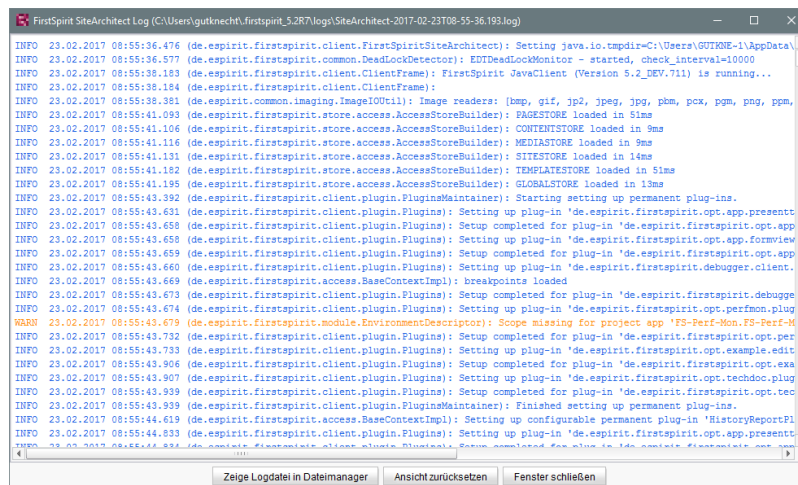 FirstSpirit SiteArchitect Log (C:\Users\gutknecht\.firstspirit_5.2R7\logs\SiteArchitect-2017-02-23T08-55-36.193.log)
INFO 23.02.2017 08:55:36.476 (de.espirit.firstspirit.client.FirstSpiritSiteArchitect): Setting java.io.tmpdir=C:\Users\GUTKNE~1\AppData\
INFO 23.02.2017 08:55:36.577 (de.espirit.firstspirit.common.DeadLockDetector): EDTDeadLockMonitor - started, check_interval=10000
INFO 23.02.2017 08:55:38.183 (de.espirit.firstspirit.client.ClientFrame): FirstSpirit JavaClient (Version 5.2_DEV.711) is running...
INFO 23.02.2017 08:55:38.184 (de.espirit.firstspirit.client.ClientFrame):
INFO 23.02.2017 08:55:38.381 (de.espirit.common.imaging.ImageIOUtil): Image readers: [bmp, gif, jp2, jpeg, jpg, pbm, pcx, pgm, png, ppm,
INFO 23.02.2017 08:55:41.093 (de.espirit.firstspirit.store.access.AccessStoreBuilder): PAGESTORE loaded in 51ms
INFO 23.02.2017 08:55:41.106 (de.espirit.firstspirit.store.access.AccessStoreBuilder): CONTENTSTORE loaded in 9ms
INFO 23.02.2017 08:55:41.116 (de.espirit.firstspirit.store.access.AccessStoreBuilder): MEDIASTORE loaded in 9ms
INFO 23.02.2017 08:55:41.131 (de.espirit.firstspirit.store.access.AccessStoreBuilder): SITESTORE loaded in 14ms
INFO 23.02.2017 08:55:41.182 (de.espirit.firstspirit.store.access.AccessStoreBuilder): TEMPLATESTORE loaded in 51ms
INFO 23.02.2017 08:55:41.195 (de.espirit.firstspirit.store.access.AccessStoreBuilder): GLOBALSTORE loaded in 13ms
INFO 23.02.2017 08:55:43.392 (de.espirit.firstspirit.client.plugin.PluginsMaintainer): Starting setting up permanent plug-ins.
INFO 23.02.2017 08:55:43.631 (de.espirit.firstspirit.client.plugin.Plugins): Setting up plug-in 'de.espirit.firstspirit.opt.app.presentt
INFO 23.02.2017 08:55:43.658 (de.espirit.firstspirit.client.plugin.Plugins): Setup completed for plug-in 'de.espirit.firstspirit.opt.app
INFO 23.02.2017 08:55:43.658 (de.espirit.firstspirit.client.plugin.Plugins): Setting up plug-in 'de.espirit.firstspirit.opt.app.formview
INFO 23.02.2017 08:55:43.659 (de.espirit.firstspirit.client.plugin.Plugins): Setup completed for plug-in 'de.espirit.firstspirit.opt.app
INFO 23.02.2017 08:55:43.660 (de.espirit.firstspirit.client.plugin.Plugins): Setting up plug-in 'de.espirit.firstspirit.debugger.client.
INFO 23.02.2017 08:55:43.669 (de.espirit.firstspirit.access.BaseContextImpl): breakpoints loaded
INFO 23.02.2017 08:55:43.673 (de.espirit.firstspirit.client.plugin.Plugins): Setup completed for plug-in 'de.espirit.firstspirit.debugge
INFO 23.02.2017 08:55:43.674 (de.espirit.firstspirit.client.plugin.Plugins): Setting up plug-in 'de.espirit.firstspirit.opt.perfmon.plug
WARN 23.02.2017 08:55:43.679 (de.espirit.firstspirit.module.EnvironmentDescriptor): Scope missing for project app 'FS-Perf-Mon.FS-Perf-M
INFO 23.02.2017 08:55:43.732 (de.espirit.firstspirit.client.plugin.Plugins): Setup completed for plug-in 'de.espirit.firstspirit.opt.per
INFO 23.02.2017 08:55:43.733 (de.espirit.firstspirit.client.plugin.Plugins): Setting up plug-in 'de.espirit.firstspirit.opt.example.edit
INFO 23.02.2017 08:55:43.906 (de.espirit.firstspirit.client.plugin.Plugins): Setup completed for plug-in 'de.espirit.firstspirit.opt.exa
INFO 23.02.2017 08:55:43.907 (de.espirit.firstspirit.client.plugin.Plugins): Setting up plug-in 'de.espirit.firstspirit.opt.techdoc.plug
INFO 23.02.2017 08:55:43.939 (de.espirit.firstspirit.client.plugin.Plugins): Setup completed for plug-in 'de.espirit.firstspirit.opt.tec
INFO 23.02.2017 08:55:43.939 (de.espirit.firstspirit.client.plugin.PluginsMaintainer): Finished setting up permanent plug-ins.
INFO 23.02.2017 08:55:44.619 (de.espirit.firstspirit.access.BaseContextImpl): Setting up configurable permanent plug-in 'HistoryReportPl
INFO 23.02.2017 08:55:44.833 (de.espirit.firstspirit.client.plugin.Plugins): Setting up plug-in 'de.espirit.firstspirit.opt.app.presentt
INFO 23.02.2017 08:55:44.834 (de.espirit.firstspirit.client.plugin.Plugins): Setup completed for plug-in 'de.espirit.firstspirit.opt.app
Zeige Logdatei in Dateimanager Ansicht zurücksetzen Fenster schließen